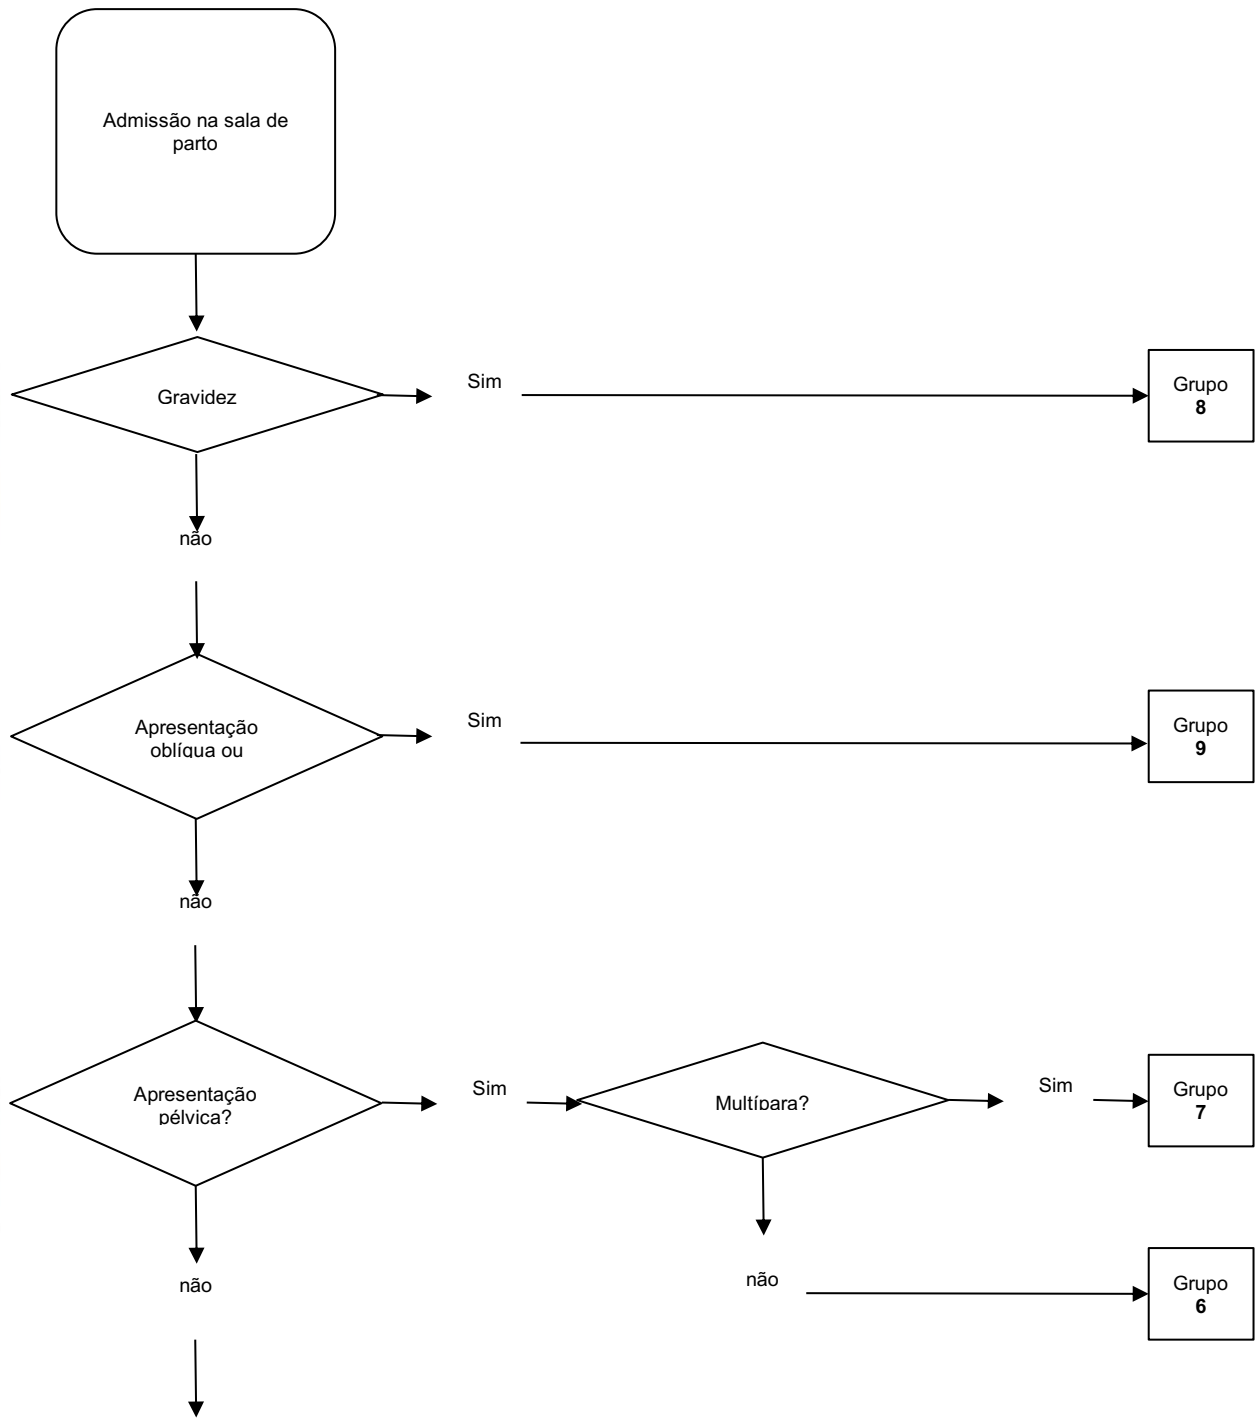 Admissão na sala de
parto
Gravidez
Sim
Grupo
8
não
Apresentação
oblíqua ou
Sim
Grupo
9
não
Apresentação
pélvica?
Sim
Multípara?
Sim
Grupo
7
não
não
Grupo
6